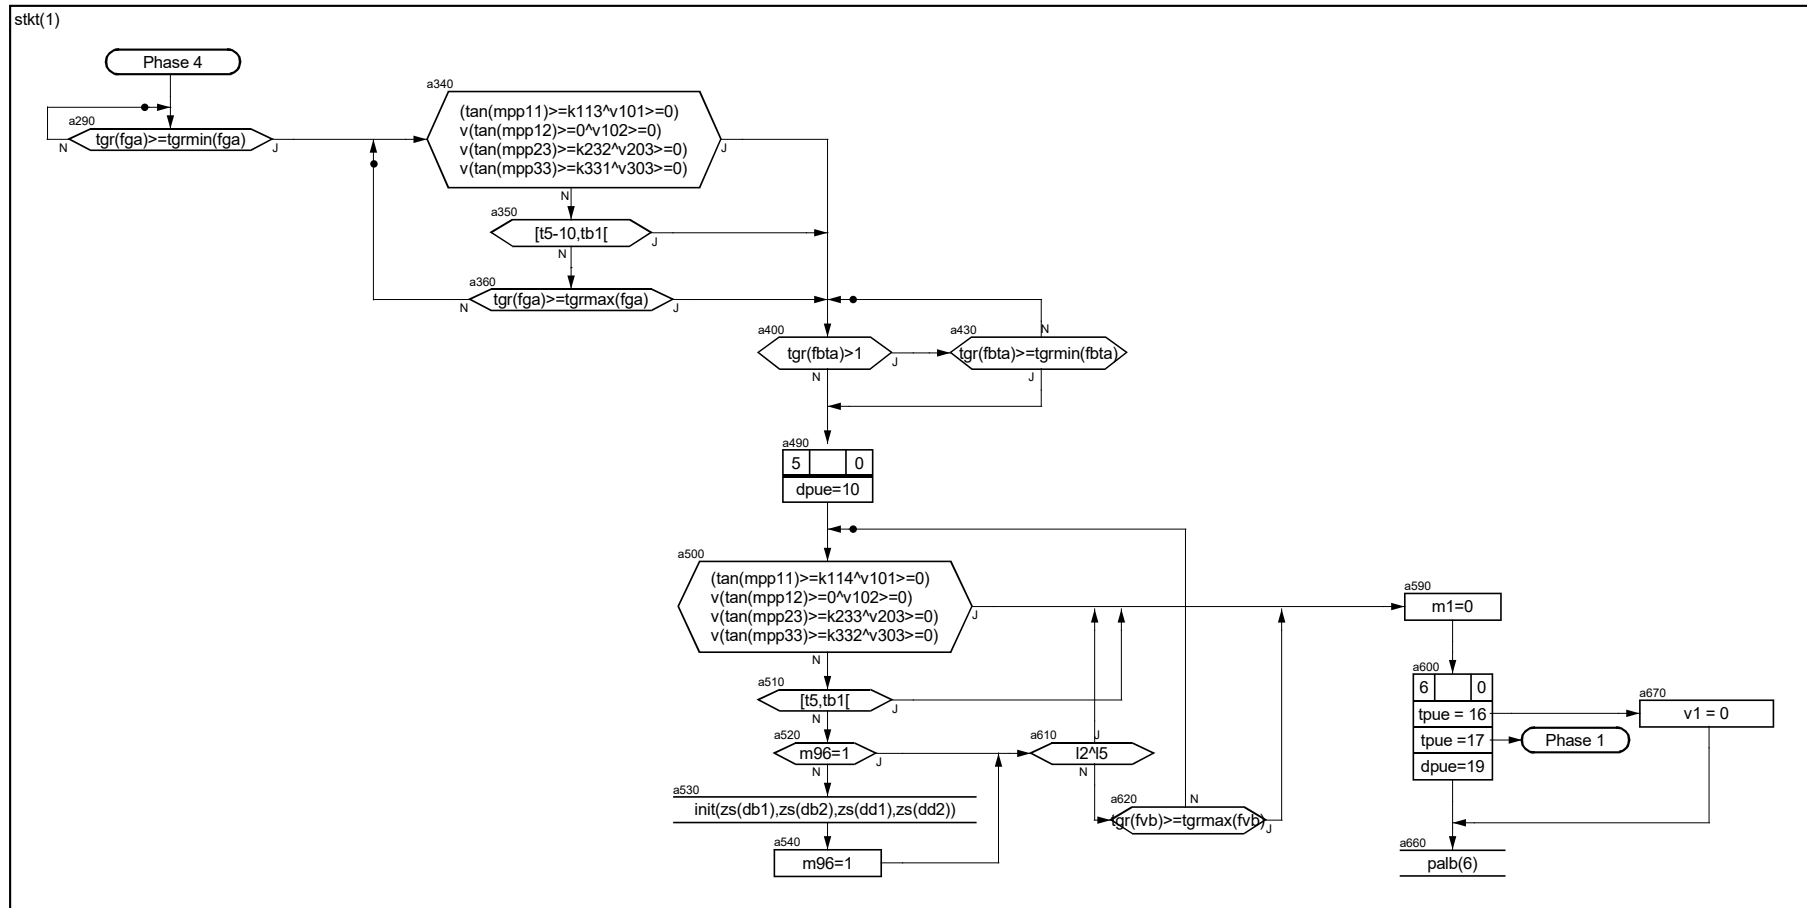 stkt(1)
Phase 4
a290
tgr(fga)>=tgrmin(fga)
N
J
a340
(tan(mpp11)>=k113^v101>=0)
v(tan(mpp12)>=0^v102>=0)
v(tan(mpp23)>=k232^v203>=0)
v(tan(mpp33)>=k331^v303>=0)
J
N
a350
[t5-10,tb1[
J
N
a360
tgr(fga)>=tgrmax(fga)
N
J
a400
tgr(fbta)>1
J
N
a430
N
tgr(fbta)>=tgrmin(fbta)
J
a490
5 0
dpue=10
a500
(tan(mpp11)>=k114^v101>=0)
v(tan(mpp12)>=0^v102>=0)
v(tan(mpp23)>=k233^v203>=0)
v(tan(mpp33)>=k332^v303>=0)
J
N
a510
[t5,tb1[
J
N
a520
m96=1
J
N
a530
init(zs(db1),zs(db2),zs(dd1),zs(dd2))
a540
m96=1
a610
J
l2^l5
N
a620
N
tgr(fvb)>=tgrmax(fvb)
J
a590
m1=0
a600
6 0
tpue = 16
tpue =17
dpue=19
a670
v1 = 0
Phase 1
a660
palb(6)